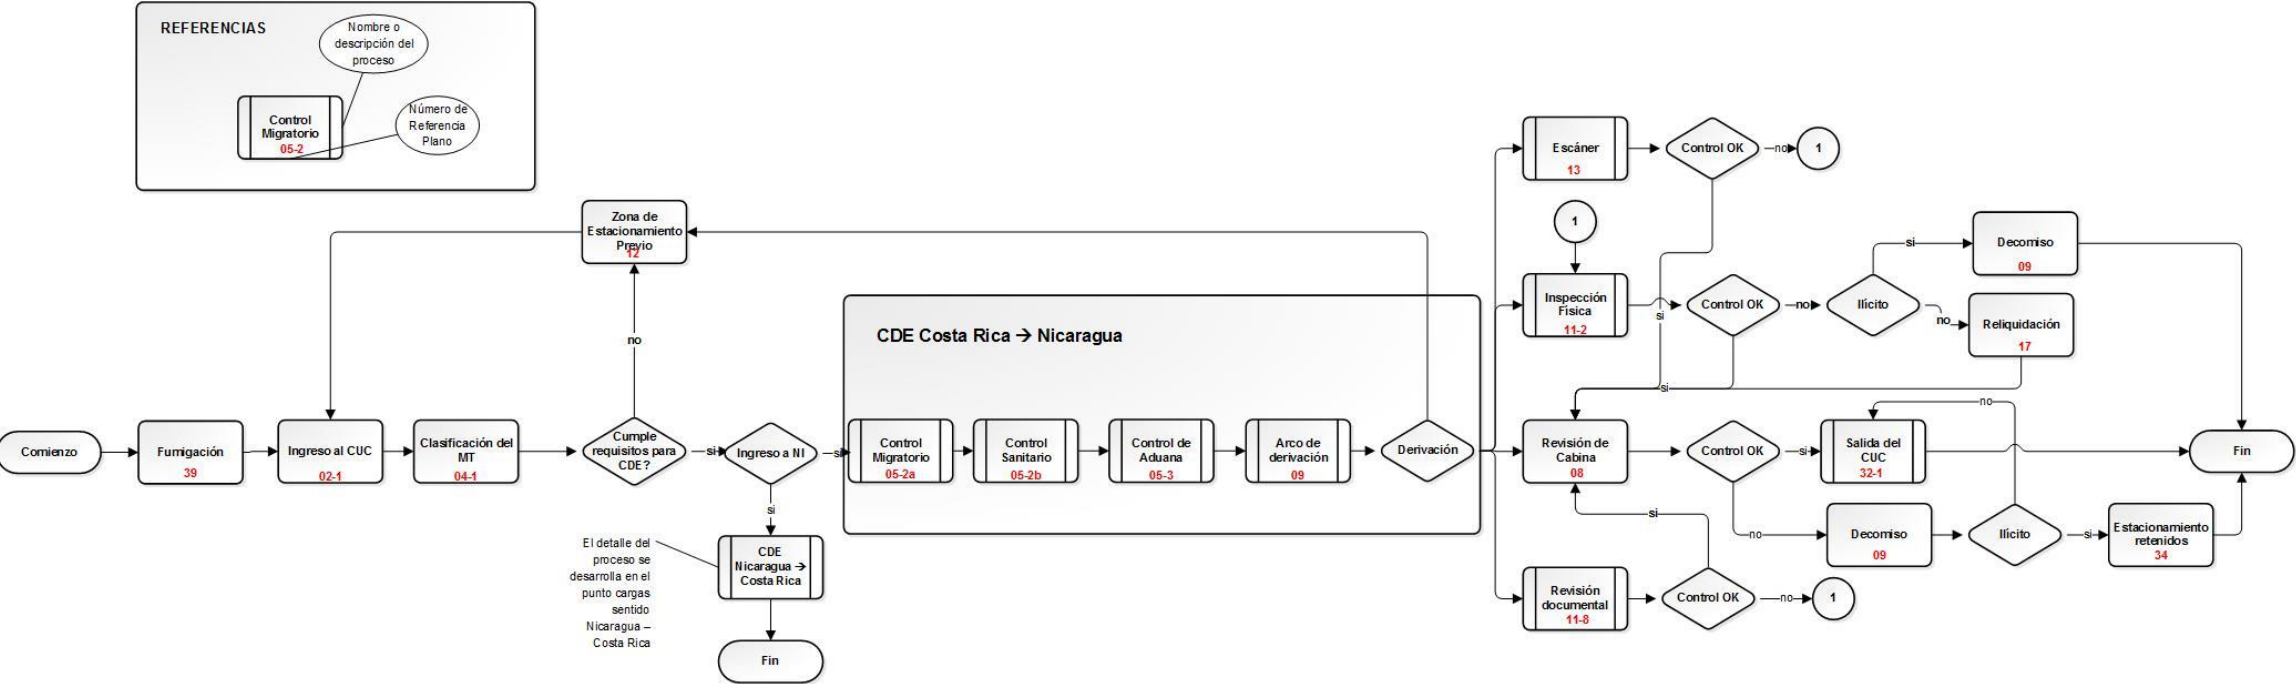 REFERENCIAS
Nombre o
descripción del
proceso
Control
Migratorio
05-2
Número de
Referencia
Plano
Zona de
Estacionamiento
Previo
12
no
Comienzo
Fumigación
39
Ingreso al CUC
02-1
Clasificación del
MT
04-1
Cumple
requisitos para
CDE?
si
Ingreso a NI
si
si
CDE
Nicaragua →
Costa Rica
El detalle del
proceso se
desarrolla en el
punto cargas
sentido
Nicaragua –
Costa Rica
Fin
CDE Costa Rica → Nicaragua
Control
Migratorio
05-2a
Control
Sanitario
05-2b
Control de
Aduana
05-3
Arco de
derivación
09
Derivación
Escáner
13
Control OK
no
1
si
1
Inspección
Física
11-2
Control OK
no
Ilícito
si
Decomiso
09
no
Reliquidación
17
si
Revisión de
Cabina
08
Control OK
si
Salida del
CUC
32-1
no
Fin
no
Decomiso
09
Ilícito
si
Estacionamiento
retenidos
34
si
Revisión
documental
11-8
Control OK
no
1